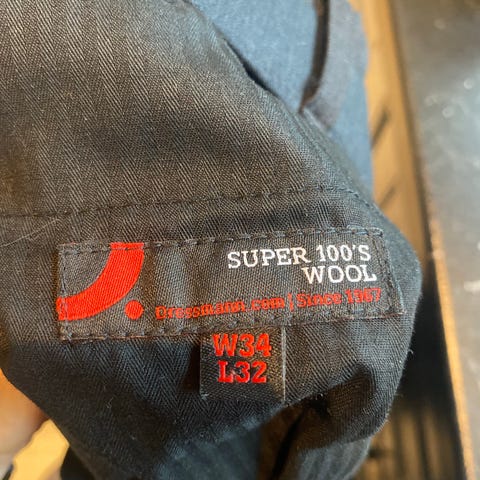 SUPER 100'S
WOOL
Dressmann.com | Since 1967
W34
L32